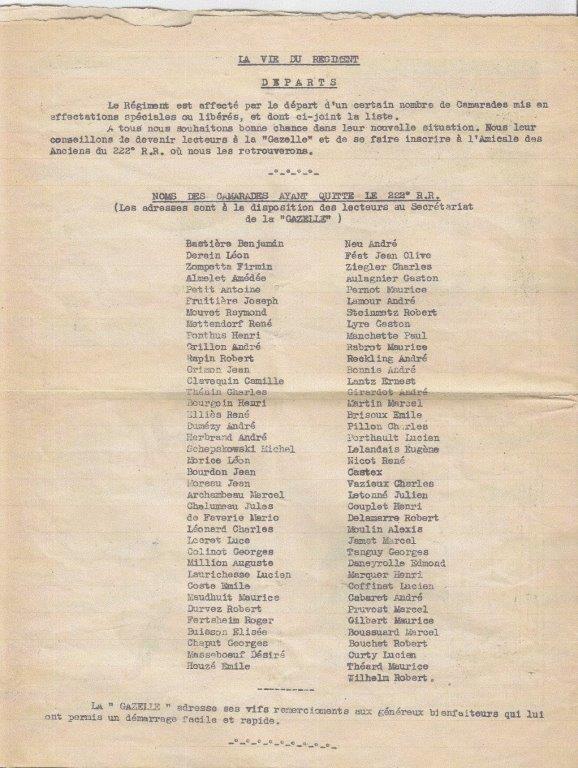 LA VIE DU REGIMENT
DEPARTS
Le Régiment est affecté par le départ d'un certain nombre de Camarades mis en
effectations spéciales ou libérés, et dont ci-joint la liste.
A tous nous souhaitons bonne chance dans leur nouvelle situation. Nous leur
conseillons de devenir lecteurs à la "Gazelle" et de se faire inscrire à l'Amicale des
Anciens du 222° R.R. où nous les retrouverons.
NOMS DES CAMARADES AYANT QUITTE LE 222° R.R.
(Les adresses sont à la disposition des lecteurs au Secrétariat
de la "GAZELLE" )
Bastière Benjamin
Derain Léon
Zompetta Firmin
Almelet Amédée
Petit Antoine
Fruitière Joseph
Mouvet Raymond
Mettendorf René
Ponthus Henri
Grillon André
Rapin Robert
Grimon Jean
Clavequin Camille
Thénin Charles
Bourgoin Henri
Elliès René
Dumézy André
Herbrand André
Schepskowski Michel
Ebrice Léon
Bourdon Jean
Moreau Jean
Archambeau Marcel
Chalumeau Jules
de Faverie Mario
Léonard Charles
Locret Luce
Colinot Georges
Million Auguste
Laurichesse Lucien
Coste Emile
Maudhuit Maurice
Durvez Robert
Fertsheim Roger
Buisson Elisée
Chaput Georges
Masseboeuf Désiré
Houzé Emile
Neu André
Féat Jean Olive
Ziegler Charles
Aulagnier Gaston
Pernot Maurice
Lamour André
Steinmetz Robert
Lyre Gaston
Manchette Paul
Rabrot Maurice
Reckling André
Bonnis André
Lantz Ernest
Girardot André
Martin Marcel
Brisoux Emile
Pillon Charles
Porthault Lucien
Lelandais Eugène
Nicot René
Castex
Vazieux Charles
Letonné Julien
Couplet Henri
Delamarre Robert
Moulin Alexis
Jamet Marcel
Tanguy Georges
Daneyrolle Edmond
Marquer Henri
Coffinet Lucien
Cabaret André
Pruvost Marcel
Gilbert Maurice
Boussuard Marcel
Bouchet Robert
Curty Lucien
Théard Maurice
Wilhelm Robert.
LA " GAZELLE " adresse ses vifs remerciements aux généreux bienfaiteurs qui lui
ont permis un démarrage facile et rapide.